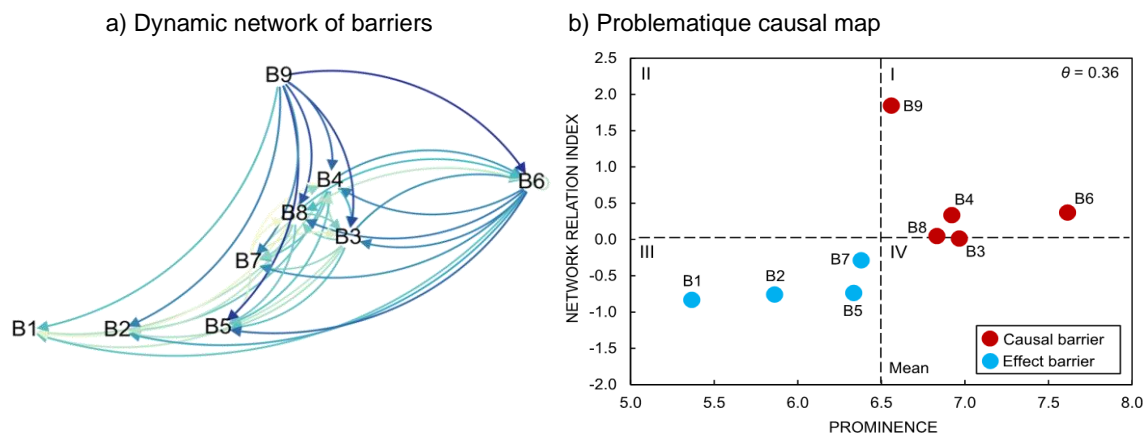 a) Dynamic network of barriers
B9
B4
B6
B8
B3
B7
B1
B2
B5
b) Problematique causal map
NETWORK RELATION INDEX
2.5
2.0
1.5
1.0
0.5
0.0
-0.5
-1.0
-1.5
-2.0
II
I
θ = 0.36
B9
B4
B6
B8
B3
III
IV
B7
B1
B2
B5
Causal barrier
Effect barrier
Mean
5.0 5.5 6.0 6.5 7.0 7.5 8.0
PROMINENCE